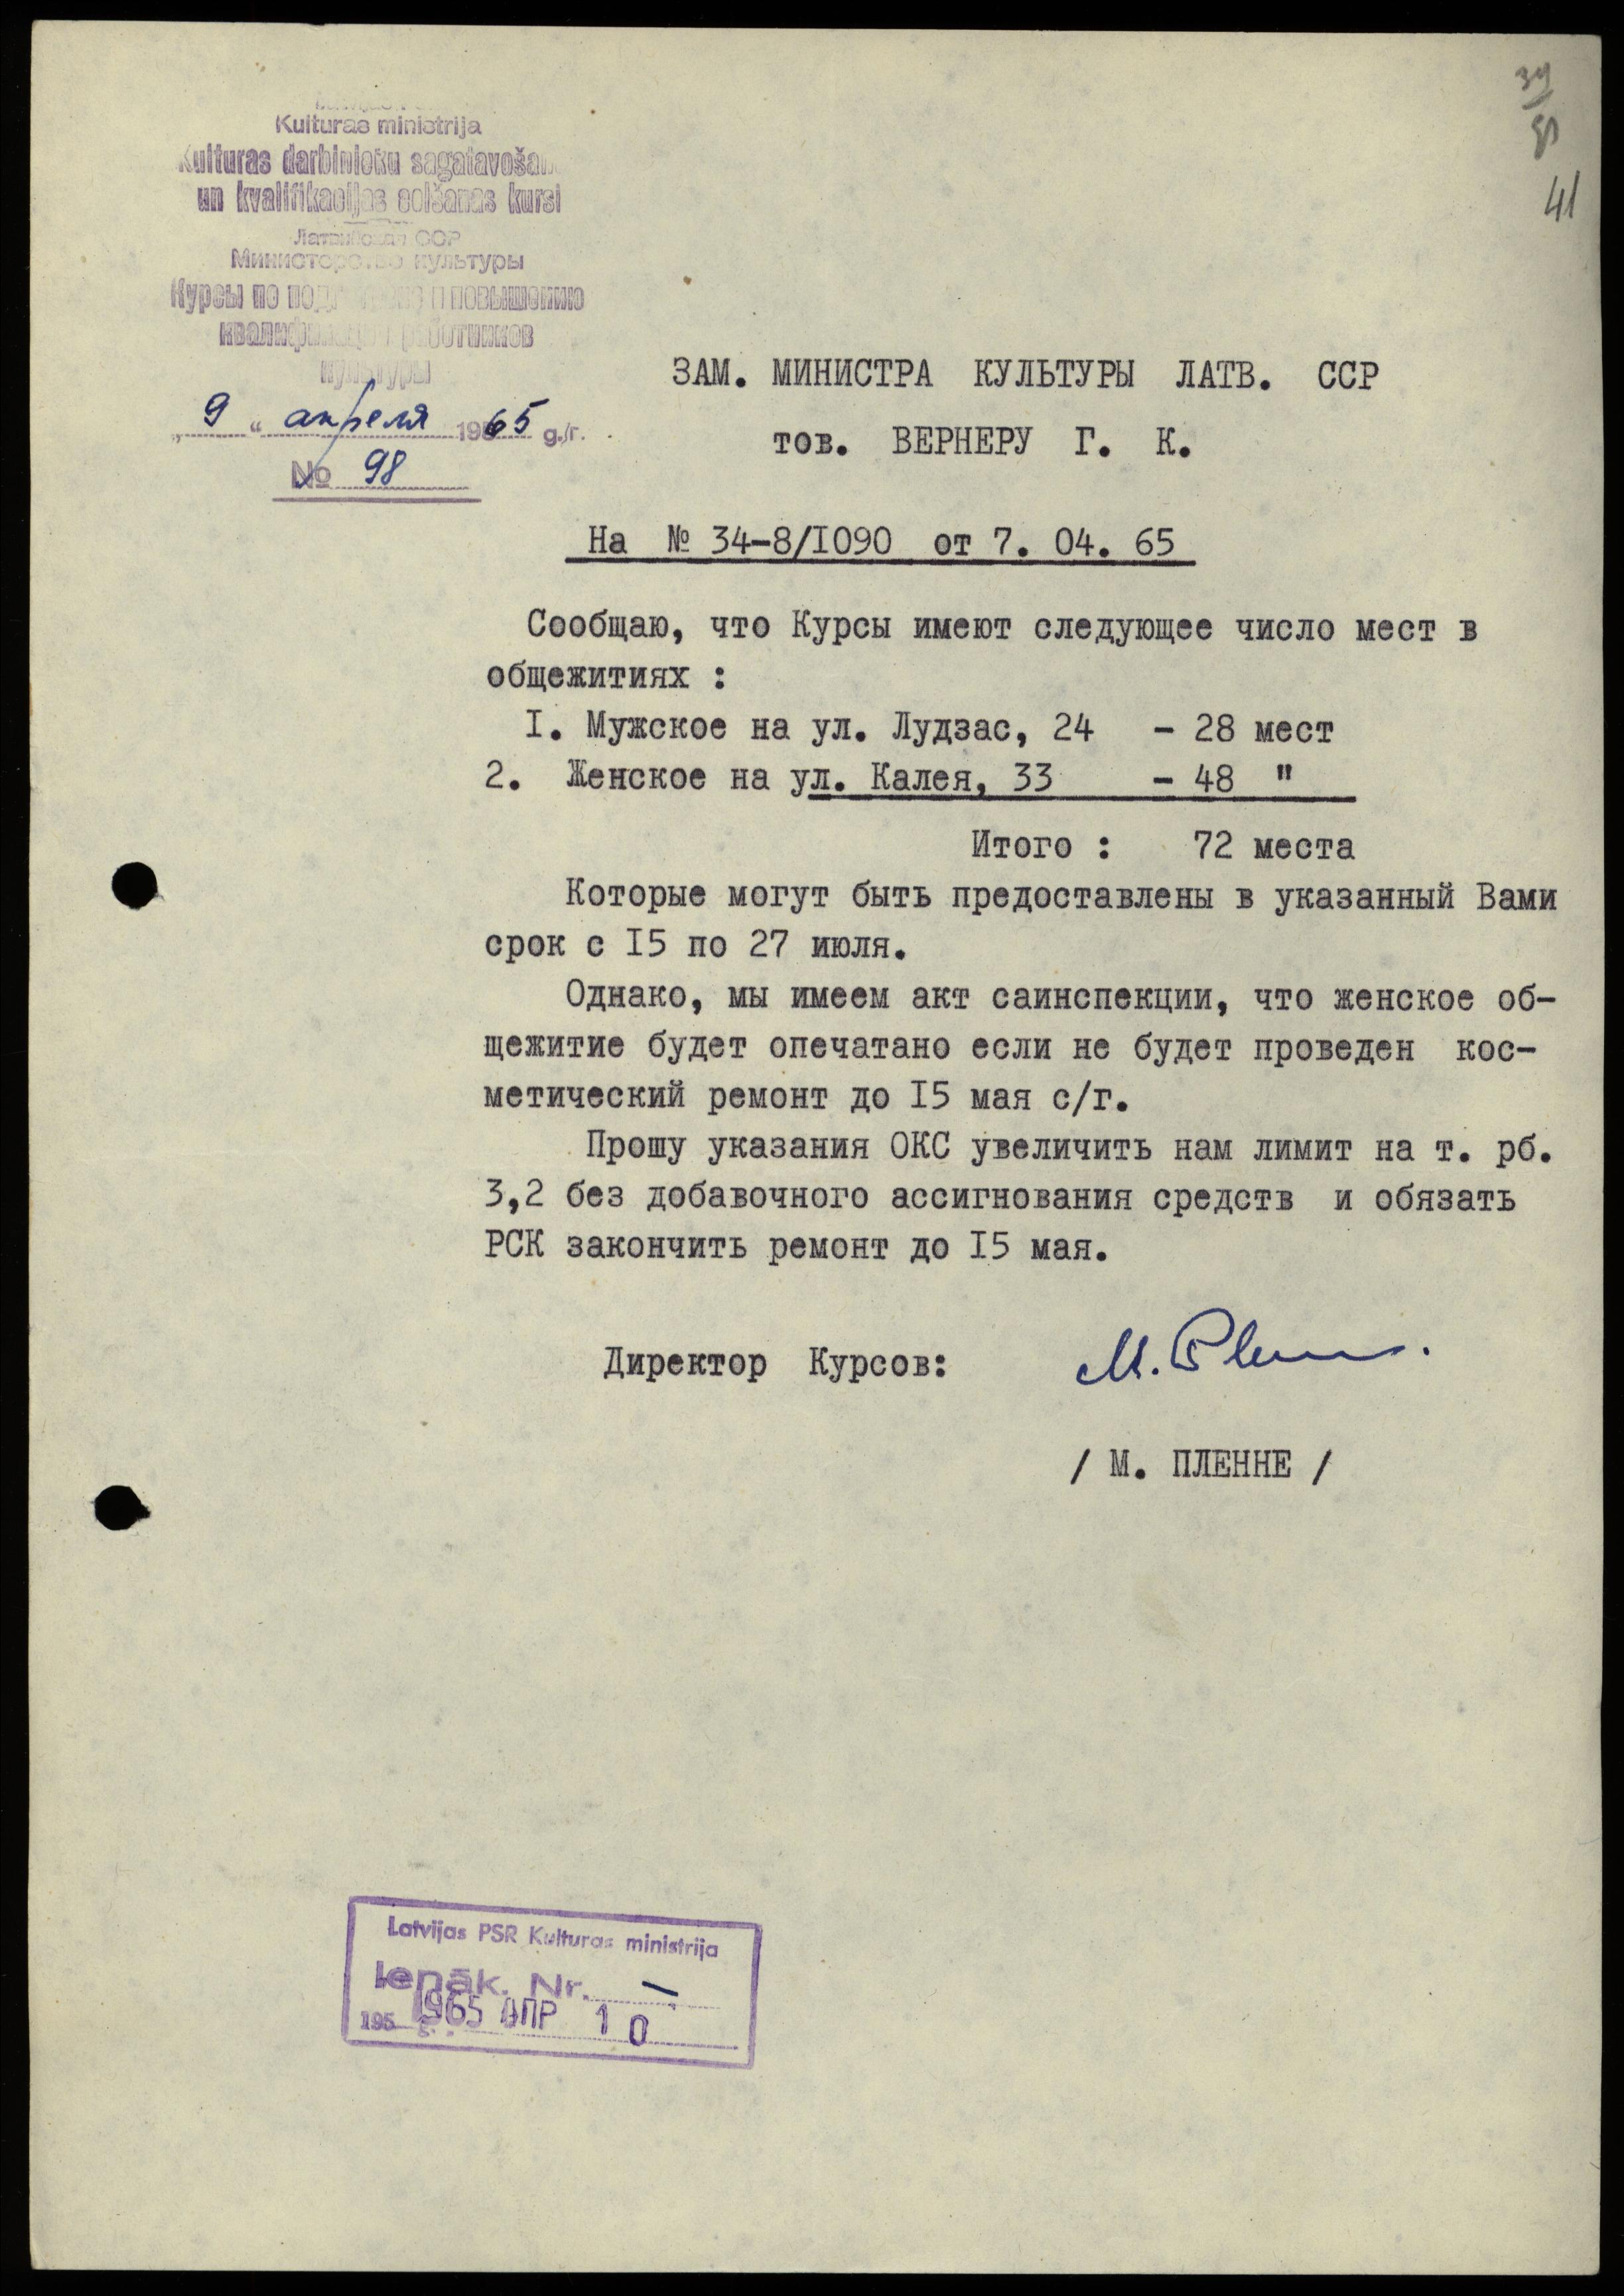 39
41
Kulturas ministrija
Kulturas darbinieku sagatavošanas
un kvalifikacijas celšanas kursi
Латвийская ССР
Министерство культуры
Курсы по подготовке и повышению
квалификации работников
культуры
„ 9 “ апреля 1965 g./г.
№ 98
ЗАМ. МИНИСТРА КУЛЬТУРЫ ЛАТВ. ССР
тов. ВЕРНЕРУ Г. К.
На № 34-8/I090 от 7. 04. 65
Сообщаю, что Курсы имеют следующее число мест в
общежитиях :
I. Мужское на ул. Лудзас, 24 - 28 мест
2. Женское на ул. Калея, 33 - 48 "
Итого : 72 места
Которые могут быть предоставлены в указанный Вами
срок с I5 по 27 июля.
Однако, мы имеем акт саинспекции, что женское об-
щежитие будет опечатано если не будет проведен кос-
метический ремонт до I5 мая с/г.
Прошу указания ОКС увеличить нам лимит на т. рб.
3,2 без добавочного ассигнования средств и обязать
РСК закончить ремонт до I5 мая.
Директор Курсов:
/ М. ПЛЕННЕ /
Latvijas PSR Kulturas ministrija
Ienāk. Nr. —
195 1965 АПР 10